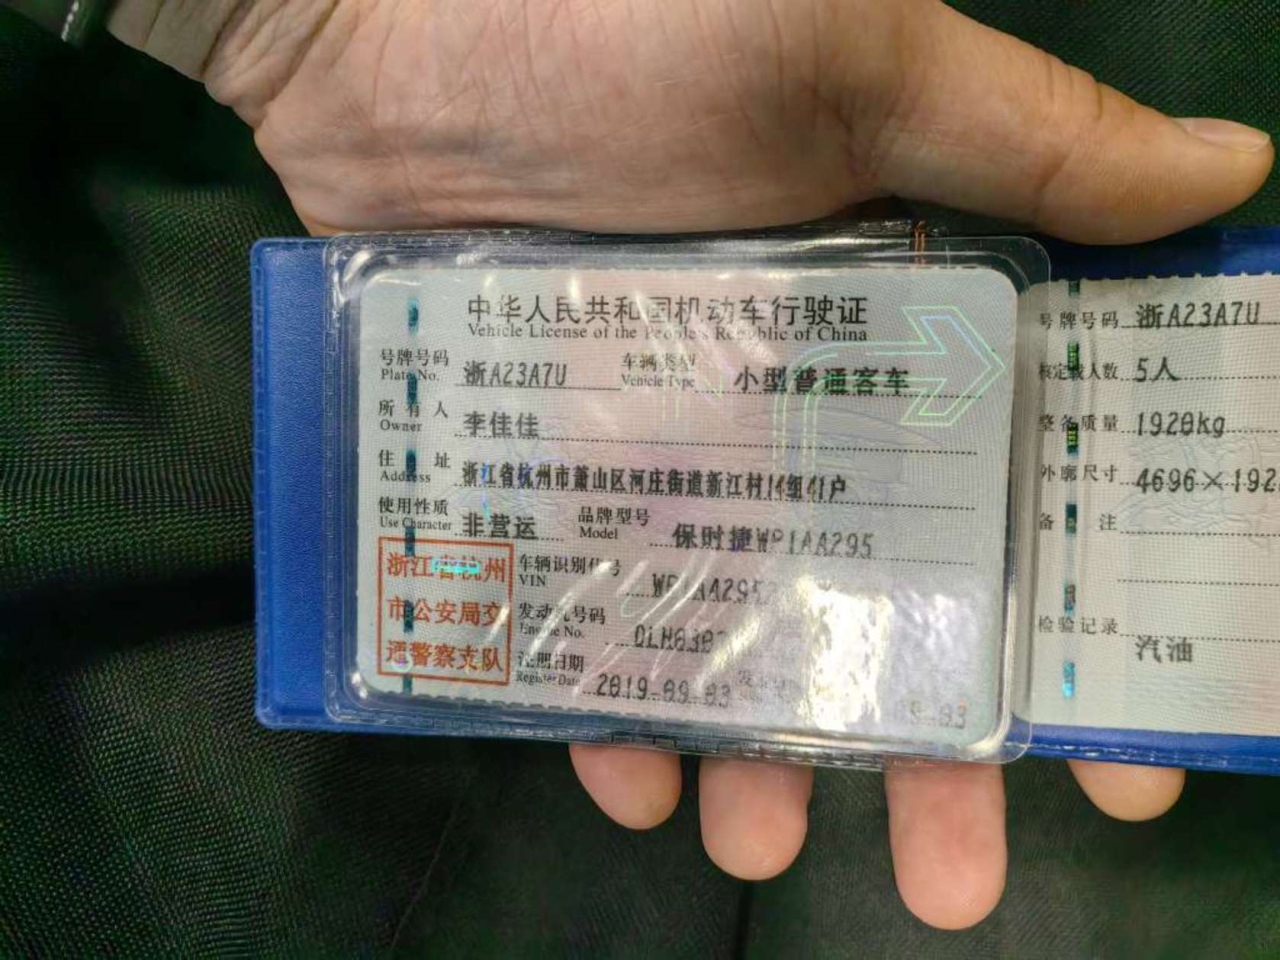 中华人民共和国机动车行驶证
Vehicle License of the People's Republic of China
号牌号码 浙A23A7U 车辆类型 小型普通客车
Plate No. Vehicle Type
所有人 李佳佳
Owner
住址 浙江省杭州市萧山区河庄街道新江村14组41户
Address
使用性质 非营运 品牌型号 保时捷WP1AA295
Use Character Model
浙江省杭州
市公安局交
通警察支队
车辆识别代号 WP1AA295
VIN
发动机号码 DLH0303
Engine No.
注册日期 2019-09-03
Register Date
号牌号码 浙A23A7U
核定载人数 5人
整备质量 1920kg
外廓尺寸 4696×192
备注
检验记录
汽油